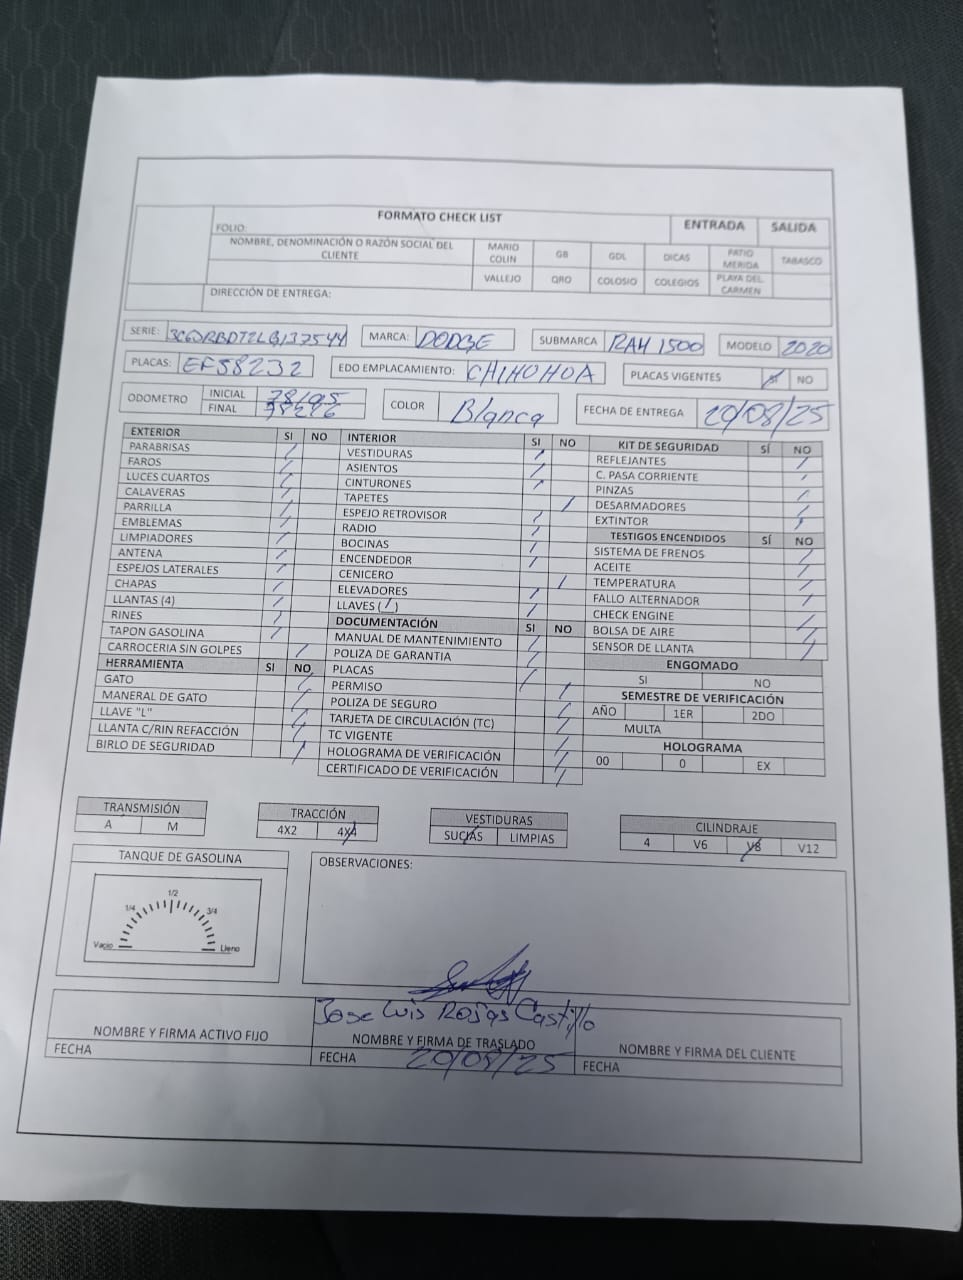 FORMATO CHECK LIST
ENTRADA SALIDA
FOLIO:
NOMBRE, DENOMINACIÓN O RAZÓN SOCIAL DEL CLIENTE
MARIO COLIN GB GDL DICAS PATIO MERIDA TABASCO
VALLEJO QRO COLOSIO COLEGIOS PLAYA DEL CARMEN
DIRECCIÓN DE ENTREGA:
SERIE: MARCA: DODGE SUBMARCA RAM 1500 MODELO 2020
PLACAS: EF58232 EDO EMPLACAMIENTO: CHIHOHOA PLACAS VIGENTES SI NO
ODOMETRO INICIAL 78195
FINAL
COLOR Blanca FECHA DE ENTREGA 20/08/25
EXTERIOR SI NO
PARABRISAS /
FAROS /
LUCES CUARTOS /
CALAVERAS /
PARRILLA /
EMBLEMAS /
LIMPIADORES /
ANTENA /
ESPEJOS LATERALES /
CHAPAS /
LLANTAS (4) /
RINES /
TAPON GASOLINA /
CARROCERIA SIN GOLPES /
HERRAMIENTA SI NO
GATO /
MANERAL DE GATO /
LLAVE "L" /
LLANTA C/RIN REFACCIÓN /
BIRLO DE SEGURIDAD /
INTERIOR SI NO
VESTIDURAS /
ASIENTOS /
CINTURONES /
TAPETES /
ESPEJO RETROVISOR /
RADIO /
BOCINAS /
ENCENDEDOR /
CENICERO /
ELEVADORES /
LLAVES ( / ) /
DOCUMENTACIÓN SI NO
MANUAL DE MANTENIMIENTO /
POLIZA DE GARANTIA /
PLACAS /
PERMISO /
POLIZA DE SEGURO /
TARJETA DE CIRCULACIÓN (TC) /
TC VIGENTE /
HOLOGRAMA DE VERIFICACIÓN /
CERTIFICADO DE VERIFICACIÓN /
KIT DE SEGURIDAD SÍ NO
REFLEJANTES /
C. PASA CORRIENTE /
PINZAS /
DESARMADORES /
EXTINTOR /
TESTIGOS ENCENDIDOS SÍ NO
SISTEMA DE FRENOS /
ACEITE /
TEMPERATURA /
FALLO ALTERNADOR /
CHECK ENGINE /
BOLSA DE AIRE /
SENSOR DE LLANTA /
ENGOMADO
SI NO
SEMESTRE DE VERIFICACIÓN
AÑO 1ER 2DO
MULTA
HOLOGRAMA
00 0 EX
TRANSMISIÓN
A M
TRACCIÓN
4X2 4X4
VESTIDURAS
SUCIAS LIMPIAS
CILINDRAJE
4 V6 V8 V12
TANQUE DE GASOLINA
1/4 1/2 3/4
Vacio Lleno
OBSERVACIONES:
Jose Luis Rojas Castillo
NOMBRE Y FIRMA ACTIVO FIJO NOMBRE Y FIRMA DE TRASLADO NOMBRE Y FIRMA DEL CLIENTE
FECHA FECHA 20/08/25 FECHA